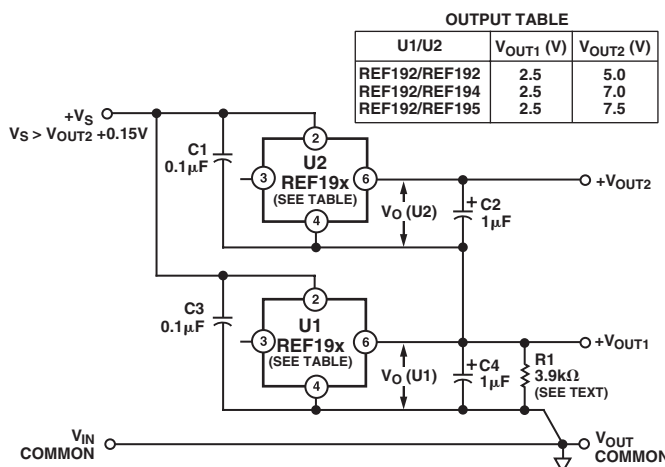 OUTPUT TABLE
U1/U2 VOUT1 (V) VOUT2 (V)
REF192/REF192 2.5 5.0
REF192/REF194 2.5 7.0
REF192/REF195 2.5 7.5
+VS
VS > VOUT2 +0.15V
C1
0.1μF
2
U2
3
REF19x
6
(SEE TABLE)
4
VO (U2)
+
C2
1μF
+VOUT2
C3
0.1μF
2
U1
3
REF19x
6
(SEE TABLE)
4
VO (U1)
+
C4
1μF
R1
3.9kΩ
(SEE TEXT)
+VOUT1
VIN
COMMON
VOUT
COMMON